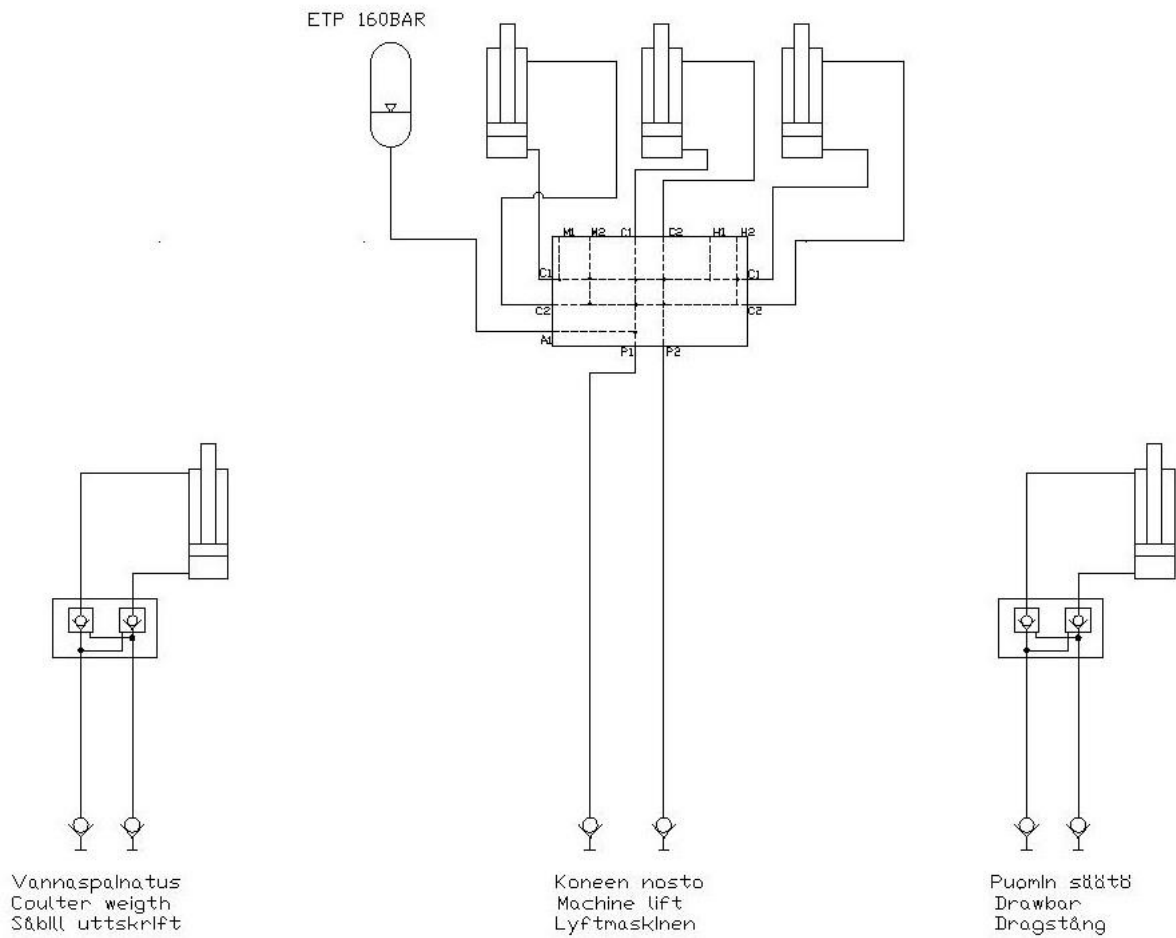 ETP 160BAR
M1 M2 C1 C2 H1 H2
C1 C1
C2 C2
A1
P1 P2
Vannaspalnatus
Coulter weigth
Såbill uttskrift
Koneen nosto
Machine lift
Lyftmaskinen
Puomin säätö
Drawbar
Dragstång